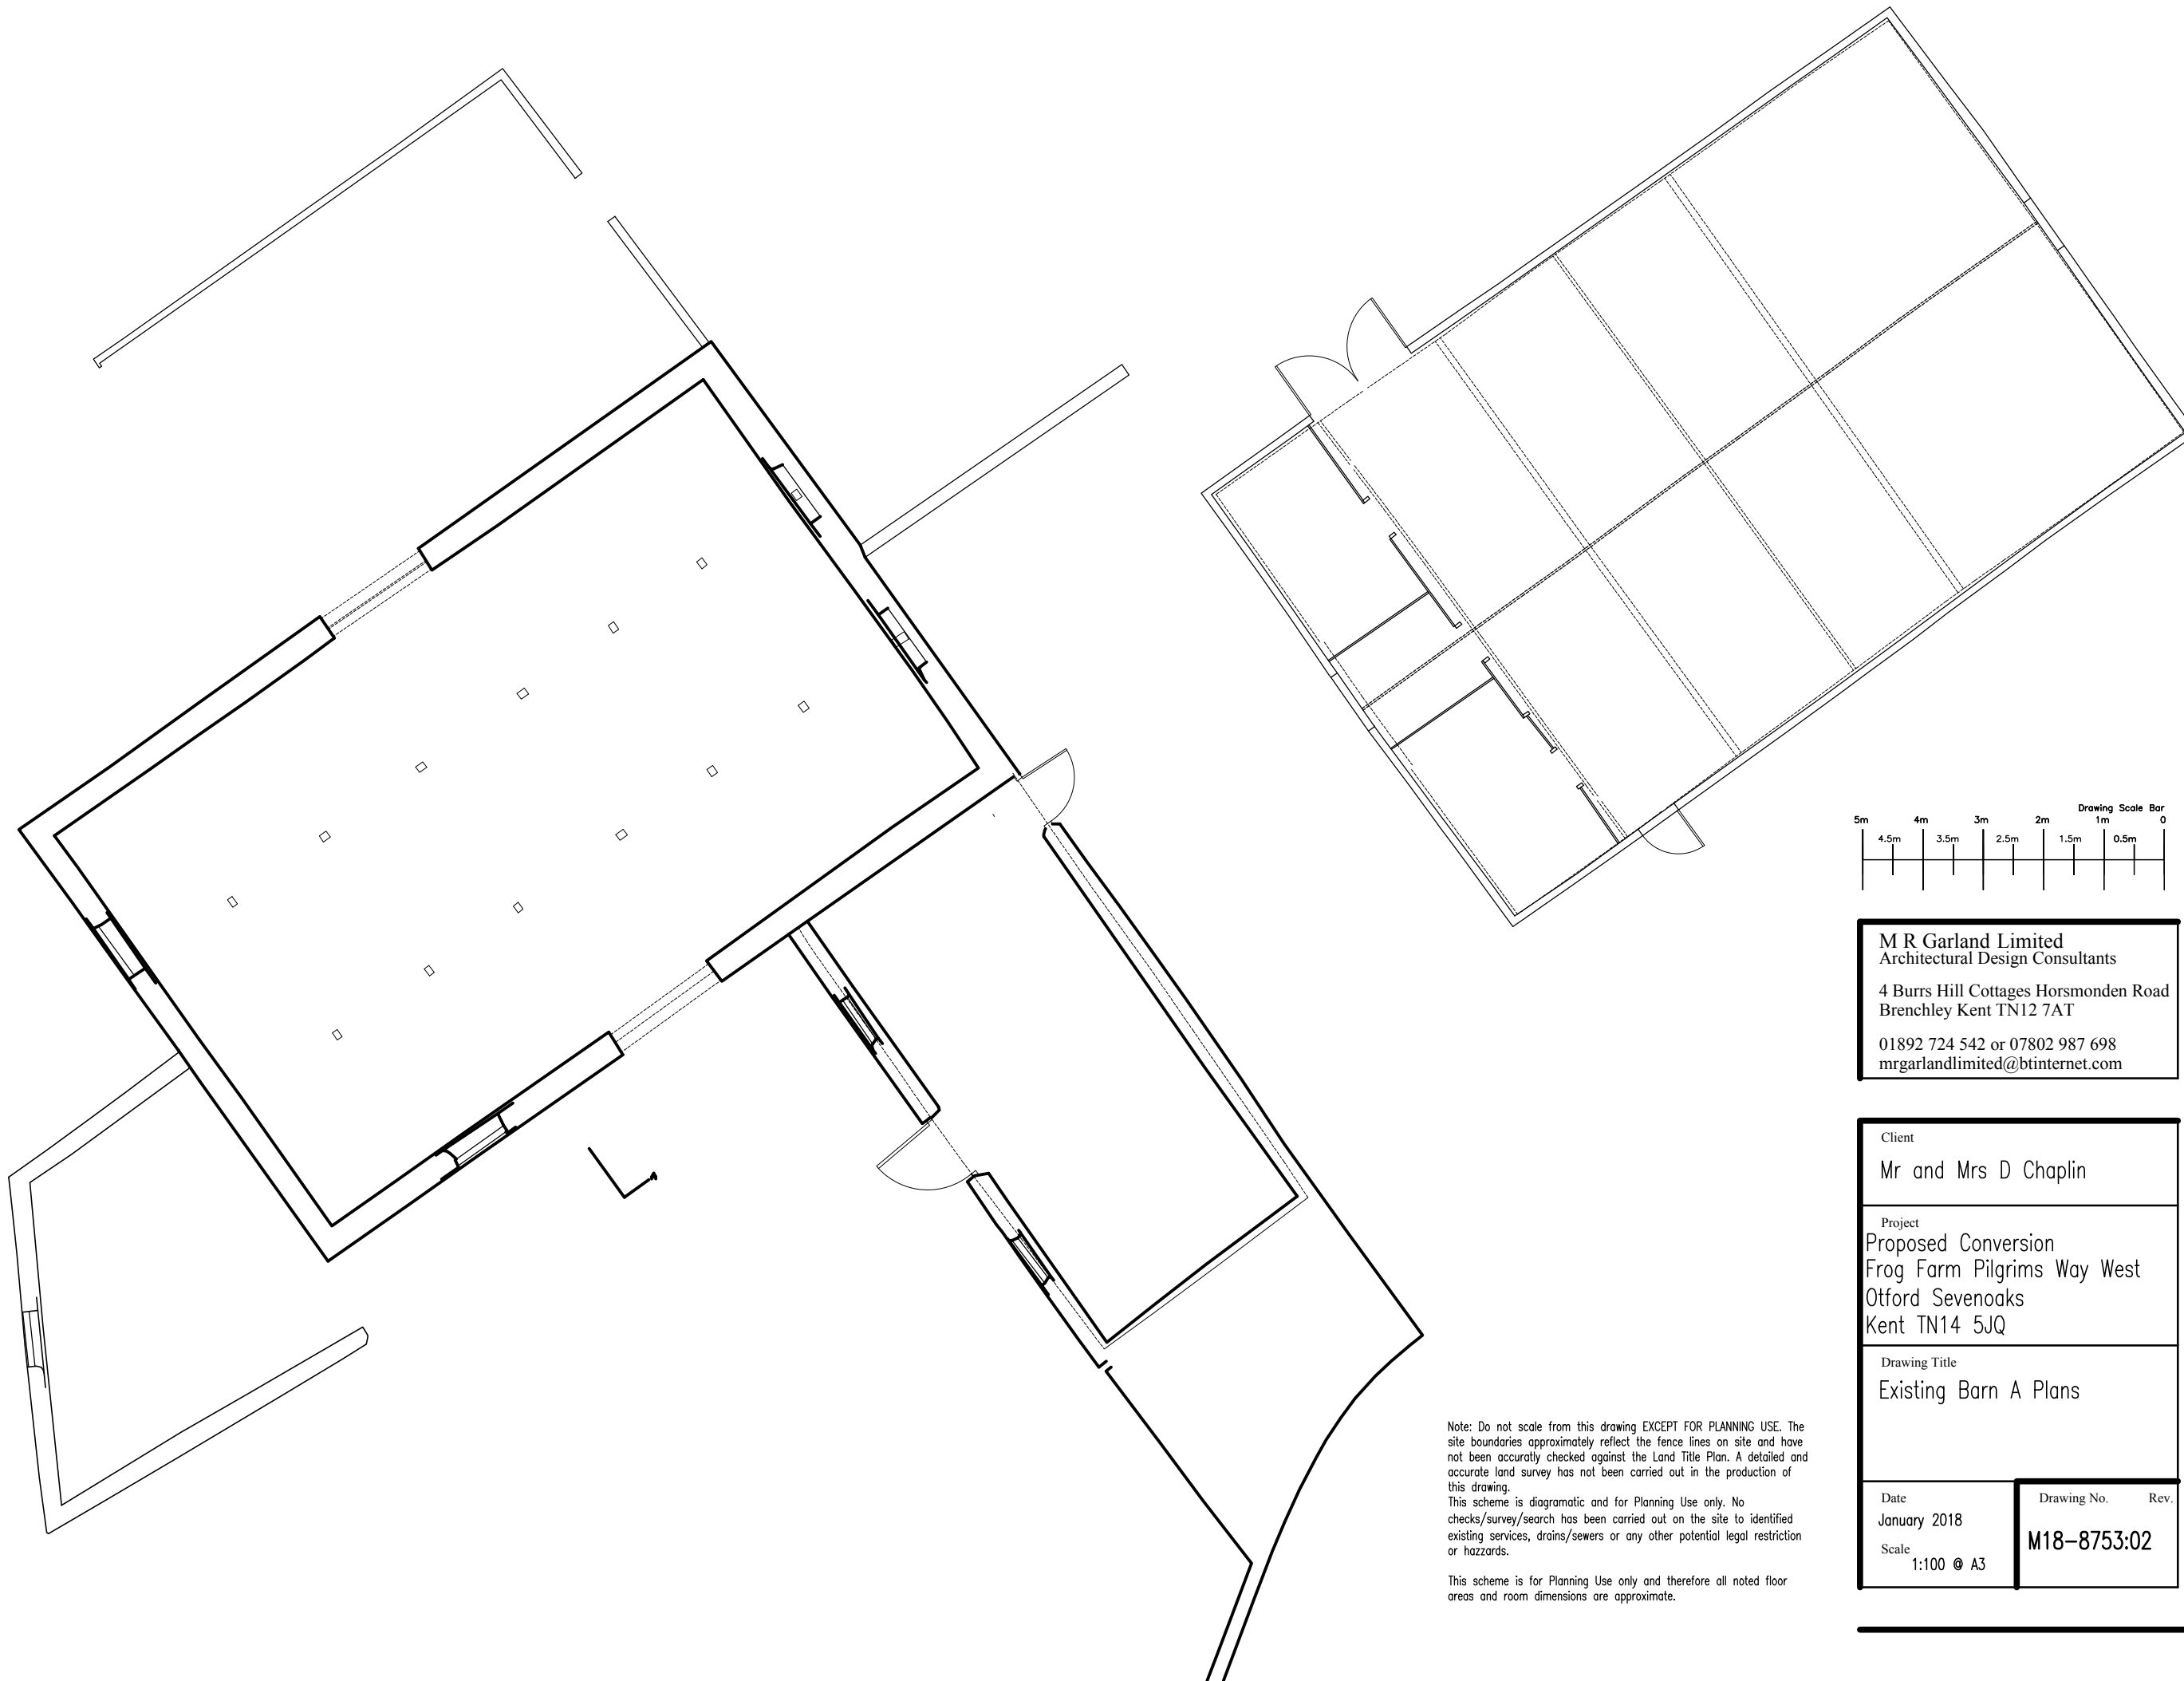 Drawing Scale Bar
5m 4m 3m 2m 1m 0
4.5m 3.5m 2.5m 1.5m 0.5m
M R Garland Limited
Architectural Design Consultants
4 Burrs Hill Cottages Horsmonden Road
Brenchley Kent TN12 7AT
01892 724 542 or 07802 987 698
mrgarlandlimited@btinternet.com
Client
Mr and Mrs D Chaplin
Project
Proposed Conversion
Frog Farm Pilgrims Way West
Otford Sevenoaks
Kent TN14 5JQ
Drawing Title
Existing Barn A Plans
Date
January 2018
Scale
1:100 @ A3
Drawing No. Rev.
M18-8753:02
Note: Do not scale from this drawing EXCEPT FOR PLANNING USE. The
site boundaries approximately reflect the fence lines on site and have
not been accuratly checked against the Land Title Plan. A detailed and
accurate land survey has not been carried out in the production of
this drawing.
This scheme is diagramatic and for Planning Use only. No
checks/survey/search has been carried out on the site to identified
existing services, drains/sewers or any other potential legal restriction
or hazzards.
This scheme is for Planning Use only and therefore all noted floor
areas and room dimensions are approximate.